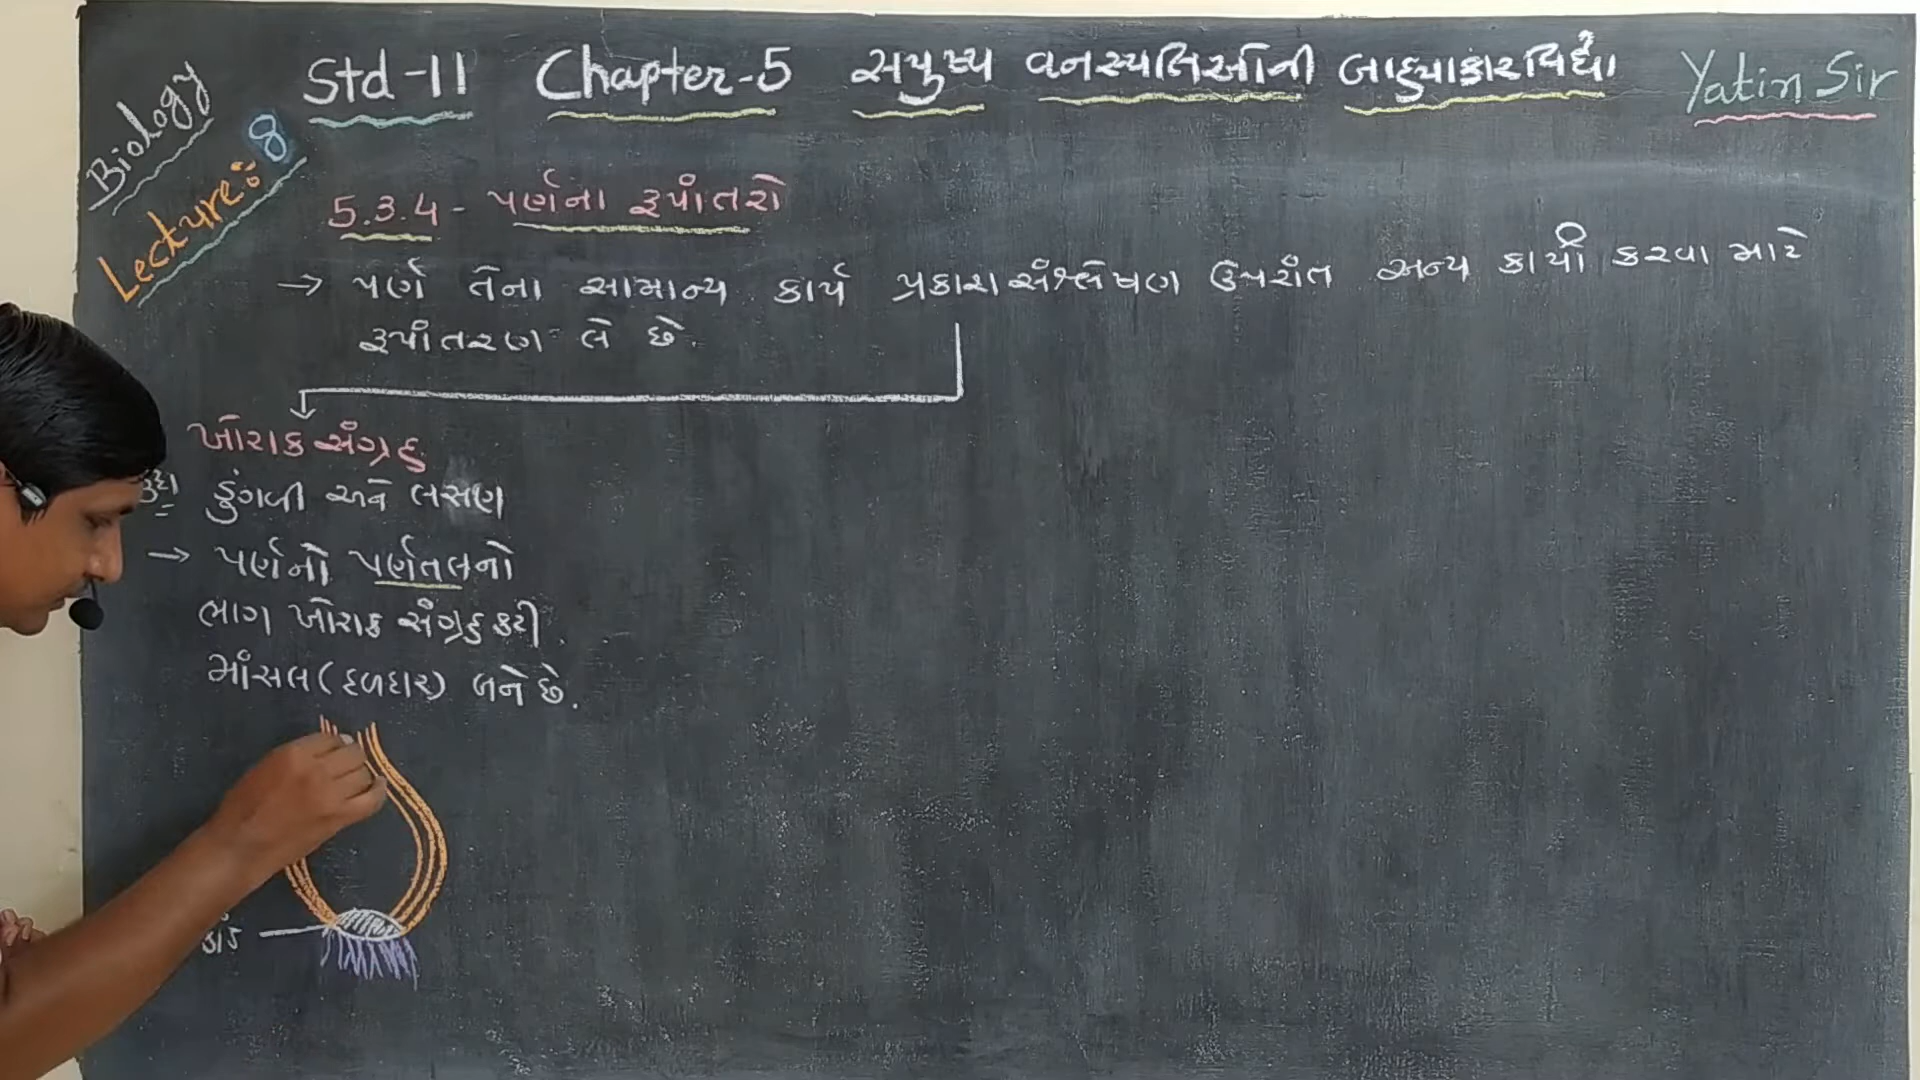 Biology
Lecture: 8
Std-11 Chapter-5 સપુષ્પ વનસ્પતિઓની બાહ્યાકારવિદ્યા
Yatin Sir
5.3.4 - પર્ણના રૂપાંતરો
→ પર્ણ તેના સામાન્ય કાર્ય પ્રકાશસંશ્લેષણ ઉપરાંત અન્ય કાર્યો કરવા માટે
રૂપાંતરણ લે છે.
ખોરાક સંગ્રહ
ઉદા. ડુંગળી અને લસણ
→ પર્ણનો પર્ણતલનો
ભાગ ખોરાક સંગ્રહ કરી
માંસલ (દળદાર) બને છે.